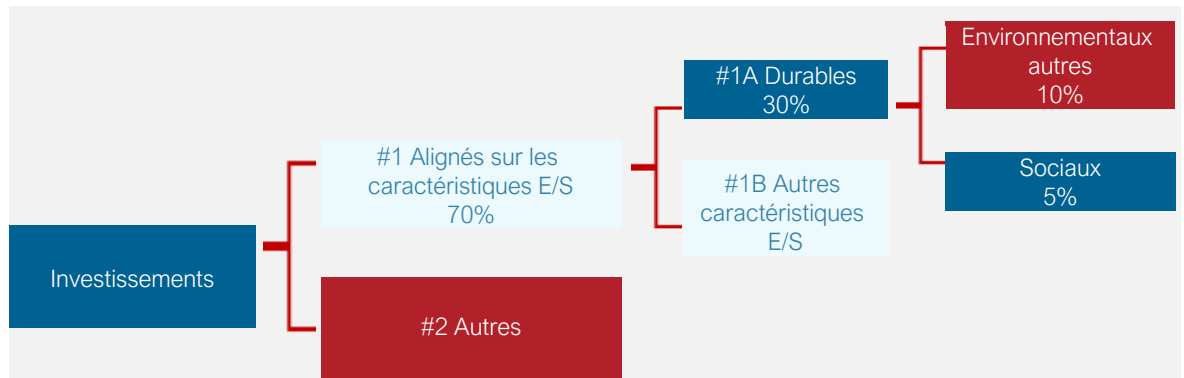 Investissements
#1 Alignés sur les
caractéristiques E/S
70%
#2 Autres
#1A Durables
30%
#1B Autres
caractéristiques
E/S
Environnementaux
autres
10%
Sociaux
5%